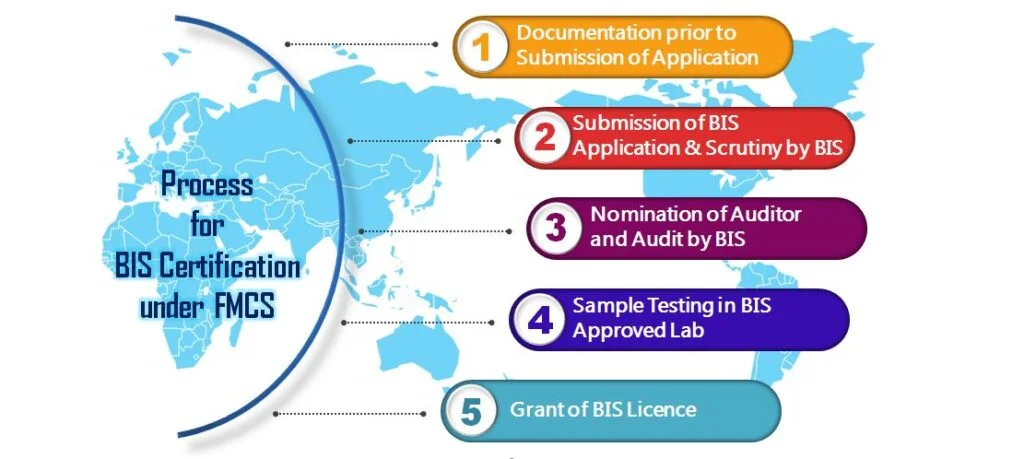 Process
for
BIS Certification
under FMCS
1
Documentation prior to
Submission of Application
2
Submission of BIS
Application & Scrutiny by BIS
3
Nomination of Auditor
and Audit by BIS
4
Sample Testing in BIS
Approved Lab
5
Grant of BIS Licence